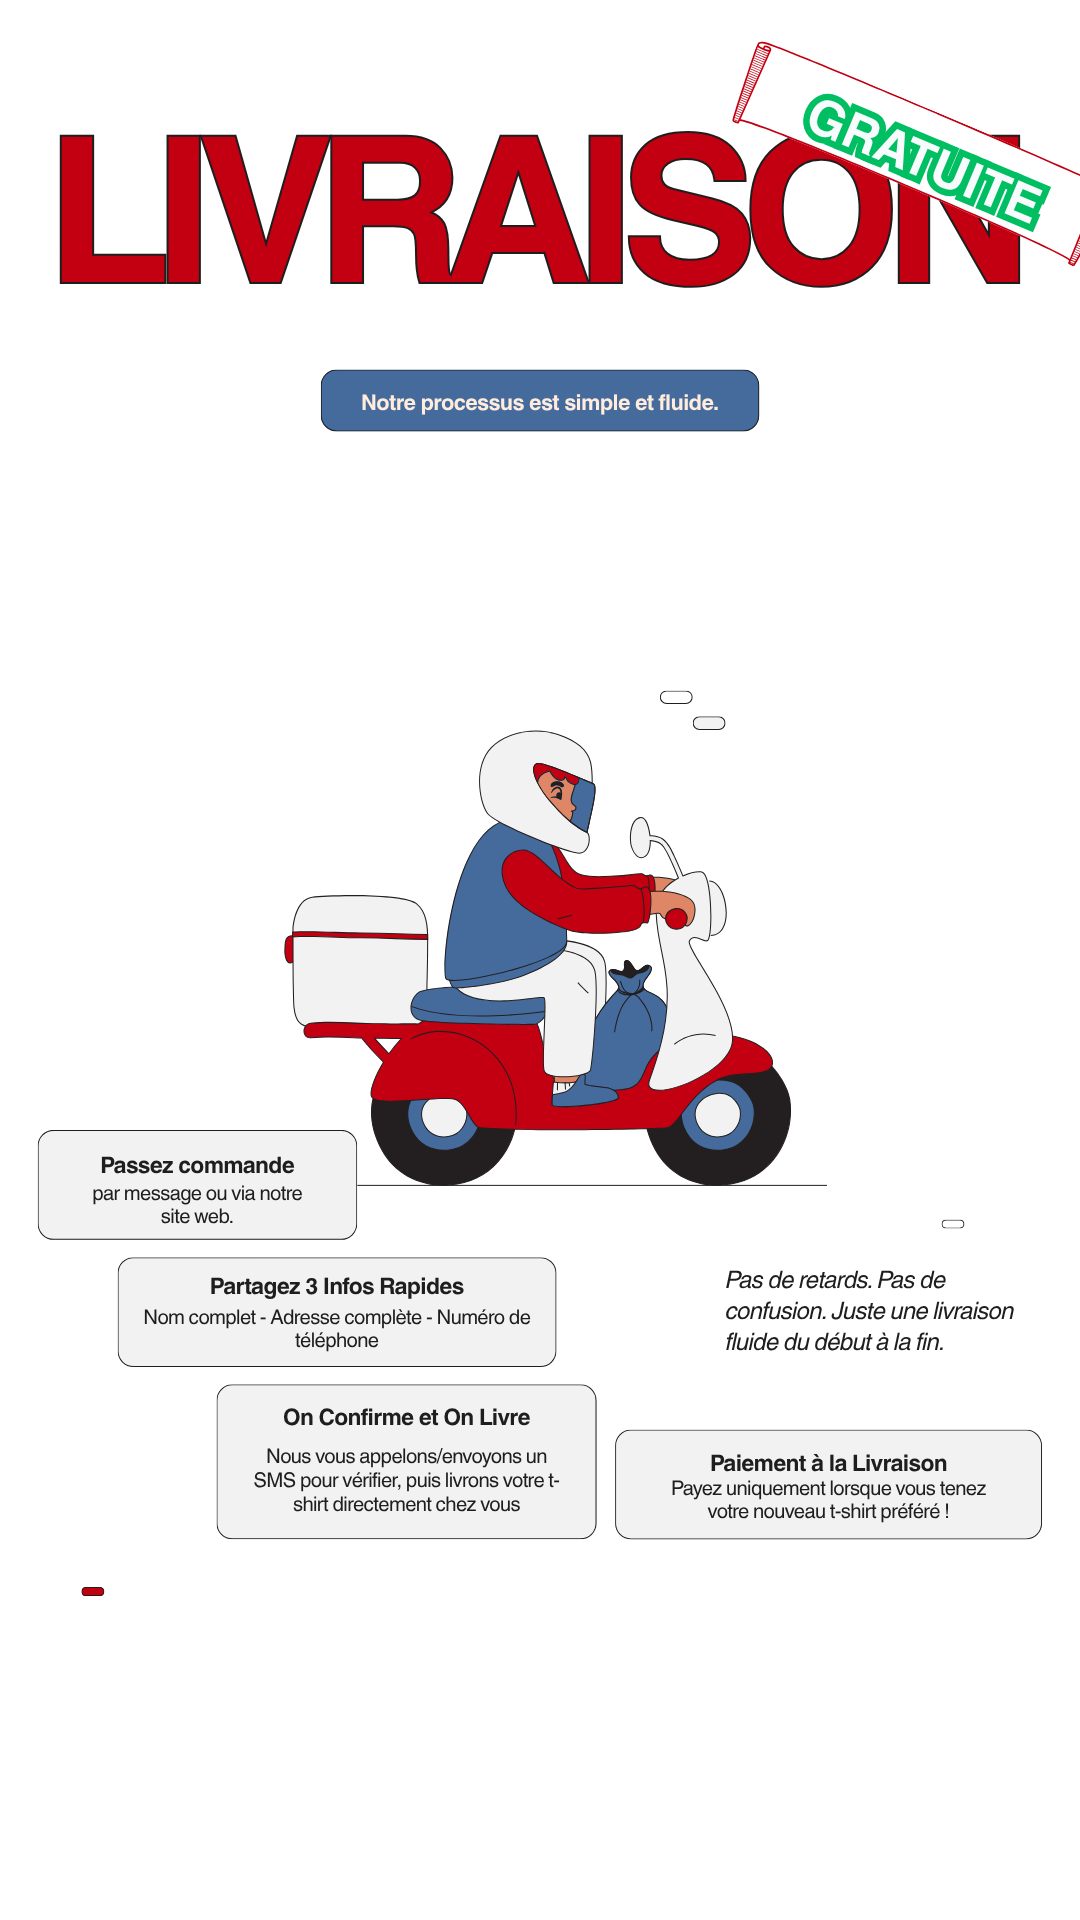 LIVRAISON
GRATUITE
Notre processus est simple et fluide.
Passez commande
par message ou via notre
site web.
Partagez 3 Infos Rapides
Nom complet - Adresse complète - Numéro de
téléphone
Pas de retards. Pas de
confusion. Juste une livraison
fluide du début à la fin.
On Confirme et On Livre
Nous vous appelons/envoyons un
SMS pour vérifier, puis livrons votre t-
shirt directement chez vous
Paiement à la Livraison
Payez uniquement lorsque vous tenez
votre nouveau t-shirt préféré !